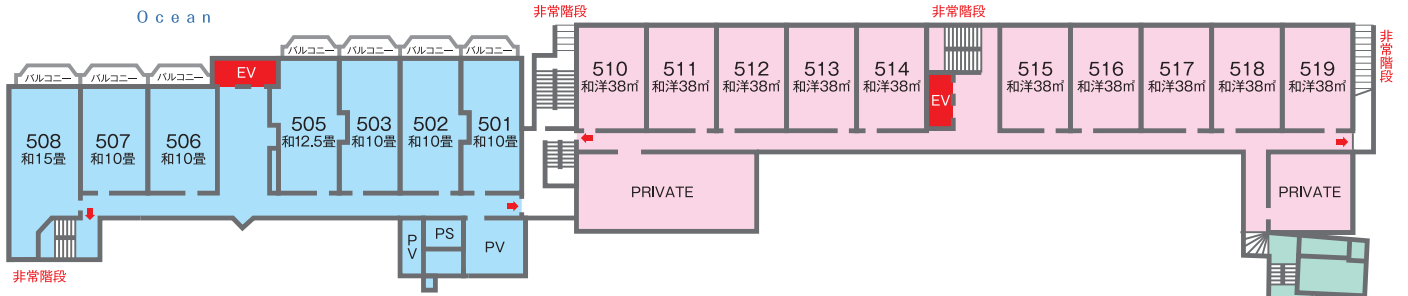 Ocean
非常階段
非常階段
非常階段
バルコニー
バルコニー
バルコニー
バルコニー
バルコニー
バルコニー
バルコニー
EV
508
和15畳
507
和10畳
506
和10畳
505
和12.5畳
503
和10畳
502
和10畳
501
和10畳
510
和洋38㎡
511
和洋38㎡
512
和洋38㎡
513
和洋38㎡
514
和洋38㎡
EV
515
和洋38㎡
516
和洋38㎡
517
和洋38㎡
518
和洋38㎡
519
和洋38㎡
PRIVATE
PRIVATE
PV
PS
PV
非常階段